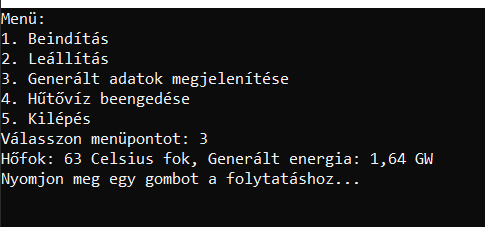 Menü:
1. Beindítás
2. Leállítás
3. Generált adatok megjelenítése
4. Hűtővíz beengedése
5. Kilépés
Válasszon menüpontot: 3
Hőfok: 63 Celsius fok, Generált energia: 1,64 GW
Nyomjon meg egy gombot a folytatáshoz...